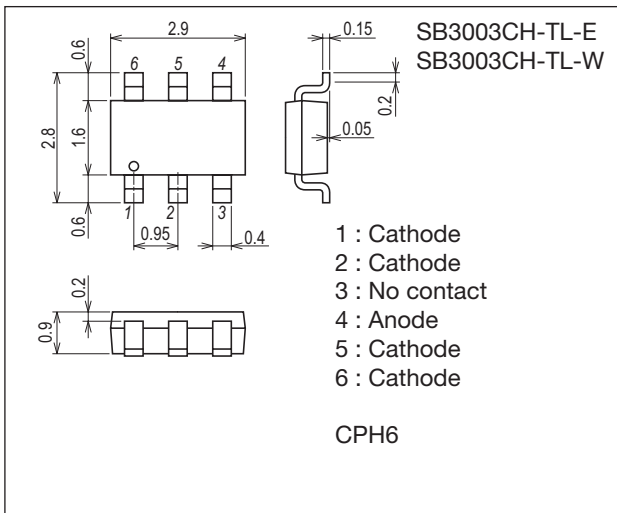 2.9
0.15
SB3003CH-TL-E
SB3003CH-TL-W
0.6
6
5
4
0.2
2.8
1.6
0.05
1
2
3
0.6
0.95
0.4
1 : Cathode
2 : Cathode
3 : No contact
4 : Anode
5 : Cathode
6 : Cathode
0.2
0.9
CPH6